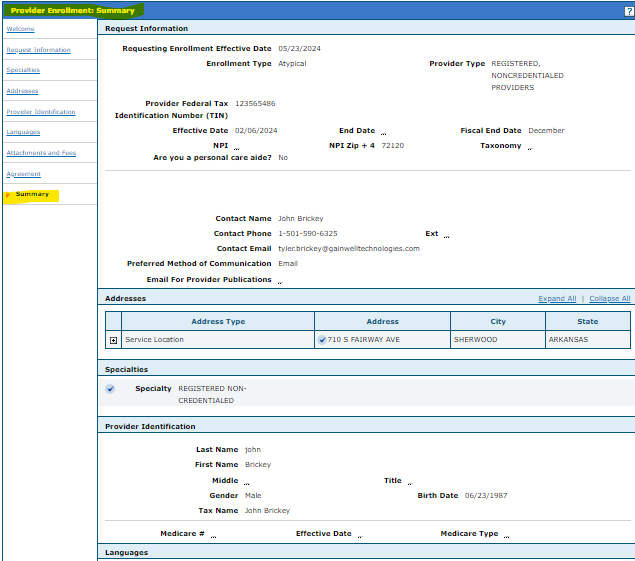 Provider Enrollment: Summary
?
Welcome
Request Information
Specialties
Addresses
Provider Identification
Languages
Attachments and Fees
Agreement
Summary
Request Information
Requesting Enrollment Effective Date 05/23/2024
Enrollment Type Atypical Provider Type REGISTERED,
NONCREDENTIALED
PROVIDERS
Provider Federal Tax 123565486
Identification Number (TIN)
Effective Date 02/06/2024 End Date Fiscal End Date December
NPI NPI Zip + 4 72120 Taxonomy
Are you a personal care aide? No
Contact Name John Brickey
Contact Phone 1-501-590-6325 Ext
Contact Email tyler.brickey@gainwelltechnologies.com
Preferred Method of Communication Email
Email For Provider Publications
Addresses Expand All | Collapse All
Address Type Address City State
Service Location 710 S FAIRWAY AVE SHERWOOD ARKANSAS
Specialties
Specialty REGISTERED NON-
CREDENTIALED
Provider Identification
Last Name john
First Name Brickey
Middle Title
Gender Male Birth Date 06/23/1987
Tax Name John Brickey
Medicare # Effective Date Medicare Type
Languages